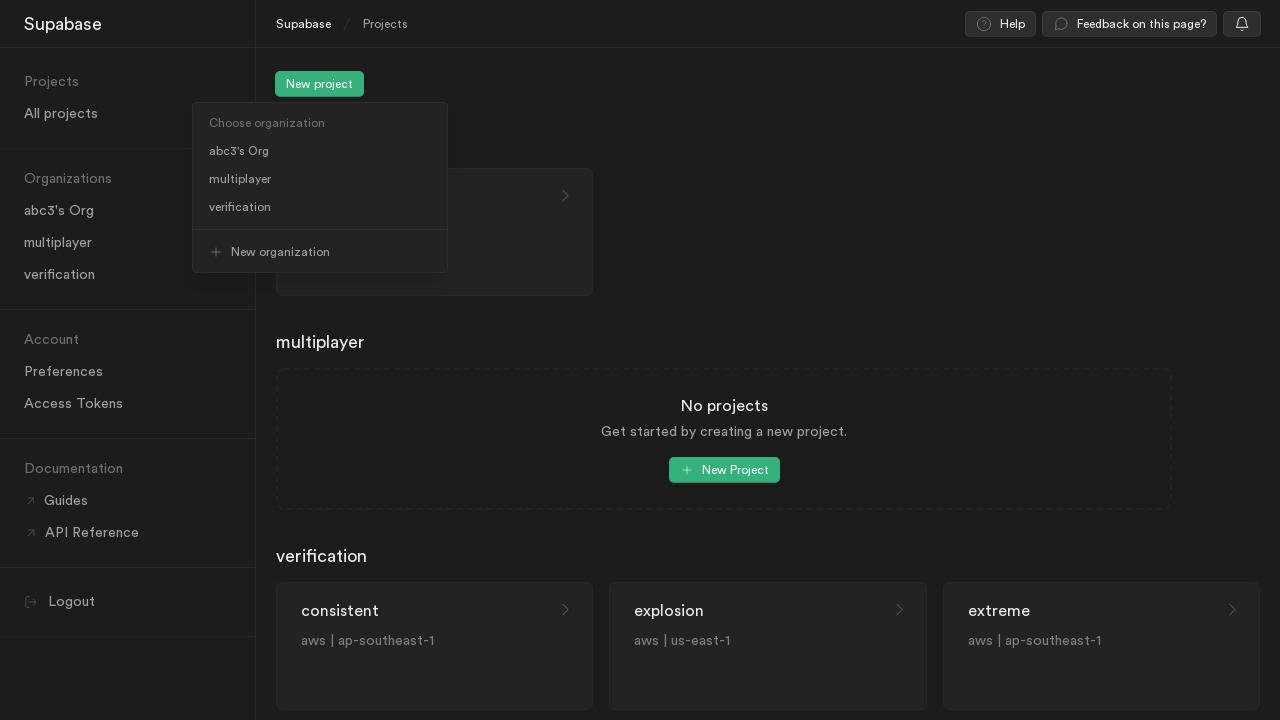 Supabase
Supabase / Projects
Help
Feedback on this page?
Projects
All projects
Organizations
abc3's Org
multiplayer
verification
Account
Preferences
Access Tokens
Documentation
Guides
API Reference
Logout
New project
Choose organization
abc3's Org
multiplayer
verification
New organization
multiplayer
No projects
Get started by creating a new project.
New Project
verification
consistent
aws | ap-southeast-1
explosion
aws | us-east-1
extreme
aws | ap-southeast-1